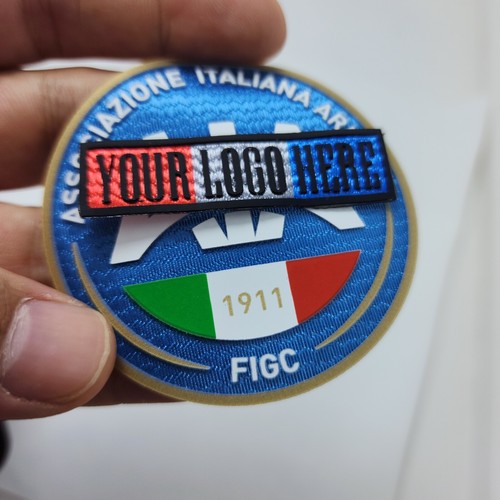 ASSOCIAZIONE ITALIANA AR
YOUR LOGO HERE
1911
FIGC